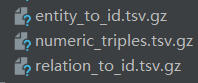 entity_to_id.tsv.gz
numeric_triples.tsv.gz
relation_to_id.tsv.gz